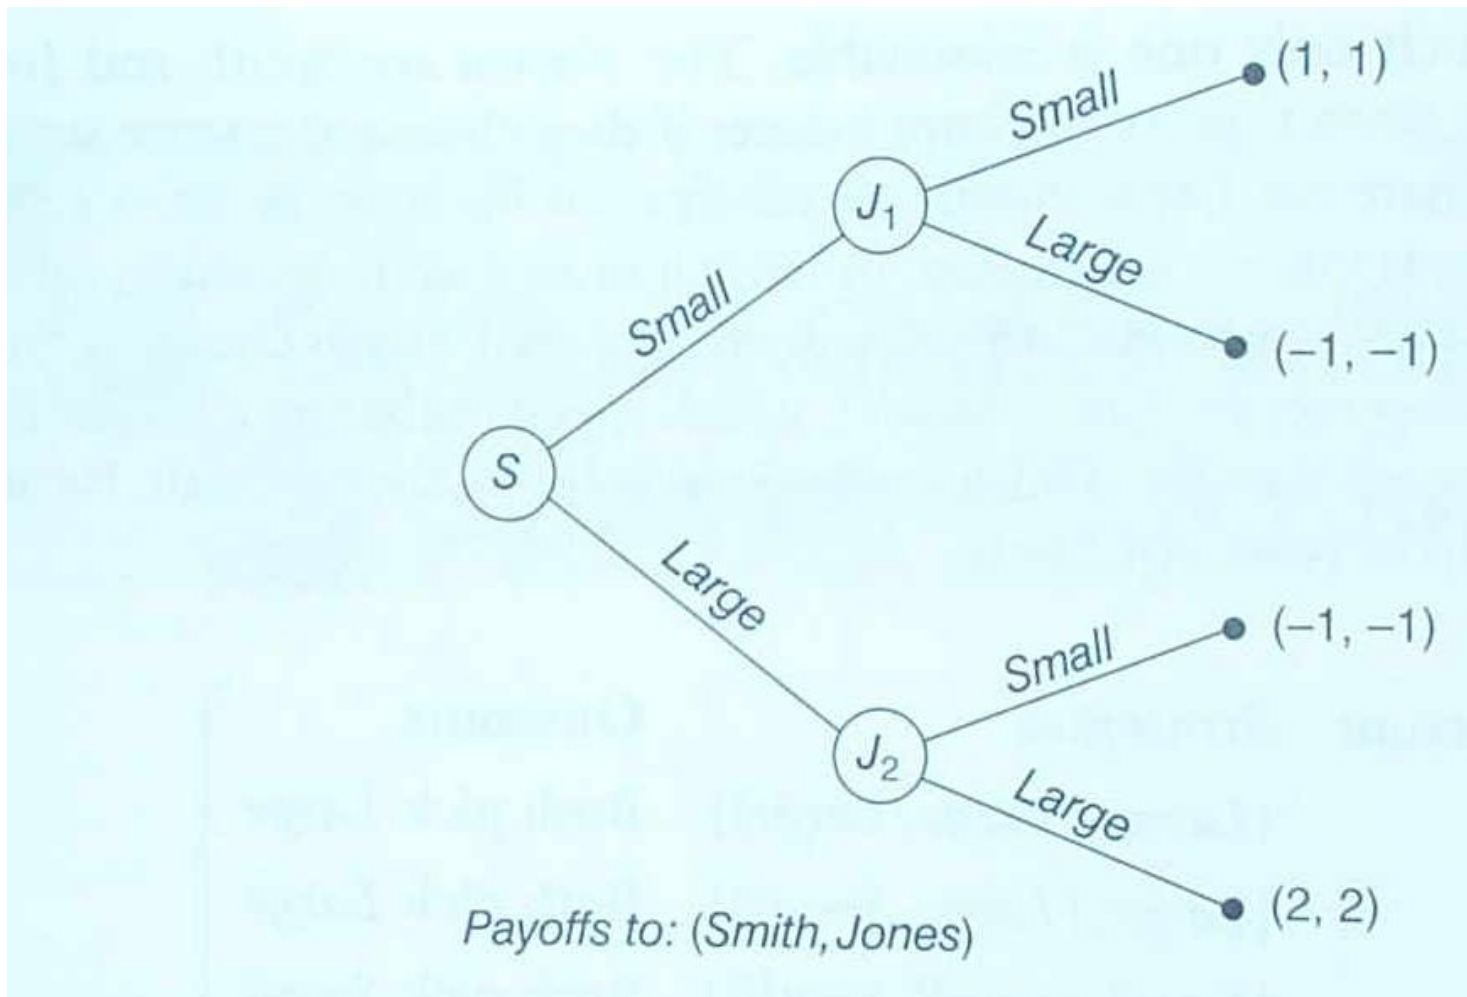 (1, 1)
Small
J1
Large
Small
(−1, −1)
S
Large
Small
(−1, −1)
J2
Large
(2, 2)
Payoffs to: (Smith, Jones)